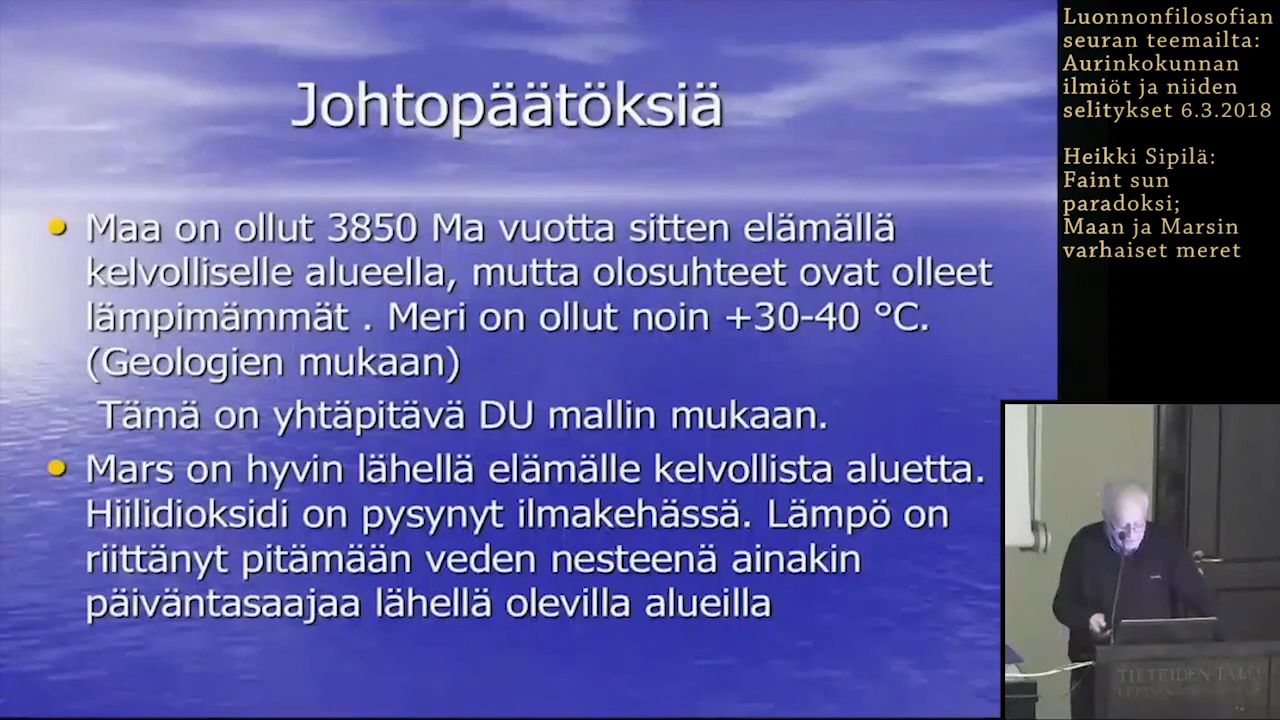 Johtopäätöksiä
Maa on ollut 3850 Ma vuotta sitten elämällä
kelvolliselle alueella, mutta olosuhteet ovat olleet
lämpimämmät . Meri on ollut noin +30-40 °C.
(Geologien mukaan)
Tämä on yhtäpitävä DU mallin mukaan.
Mars on hyvin lähellä elämälle kelvollista aluetta.
Hiilidioksidi on pysynyt ilmakehässä. Lämpö on
riittänyt pitämään veden nesteenä ainakin
päiväntasaajaa lähellä olevilla alueilla
Luonnonfilosofian
seuran teemailta:
Aurinkokunnan
ilmiöt ja niiden
selitykset 6.3.2018
Heikki Sipilä:
Faint sun
paradoksi;
Maan ja Marsin
varhaiset meret
TIETEIDEN TALO